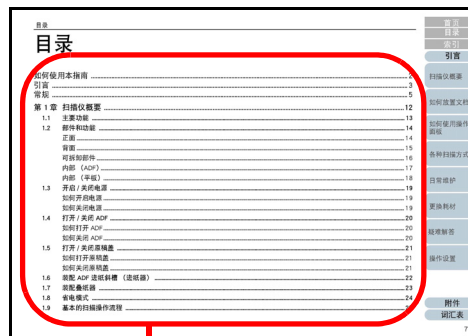 目录
目录
如何使用本指南 2
引言 3
常规 5
第 1 章 扫描仪概要 12
1.1 主要功能 13
1.2 部件和功能 14
正面 14
背面 15
可拆卸部件 16
内部 (ADF) 17
内部 (平板) 18
1.3 开启 / 关闭电源 19
如何开启电源 19
如何关闭电源 19
1.4 打开 / 关闭 ADF 20
如何打开 ADF 20
如何关闭 ADF 20
1.5 打开 / 关闭原稿盖 21
如何打开原稿盖 21
如何关闭原稿盖 21
1.6 装配 ADF 进纸斜槽 (进纸器) 22
1.7 装配叠纸器 23
1.8 省电模式 24
1.9 基本的扫描操作流程
首页
目录
索引
引言
扫描仪概要
如何放置文档
如何使用操作
面板
各种扫描方式
日常维护
更换耗材
疑难解答
操作设置
附件
词汇表
7